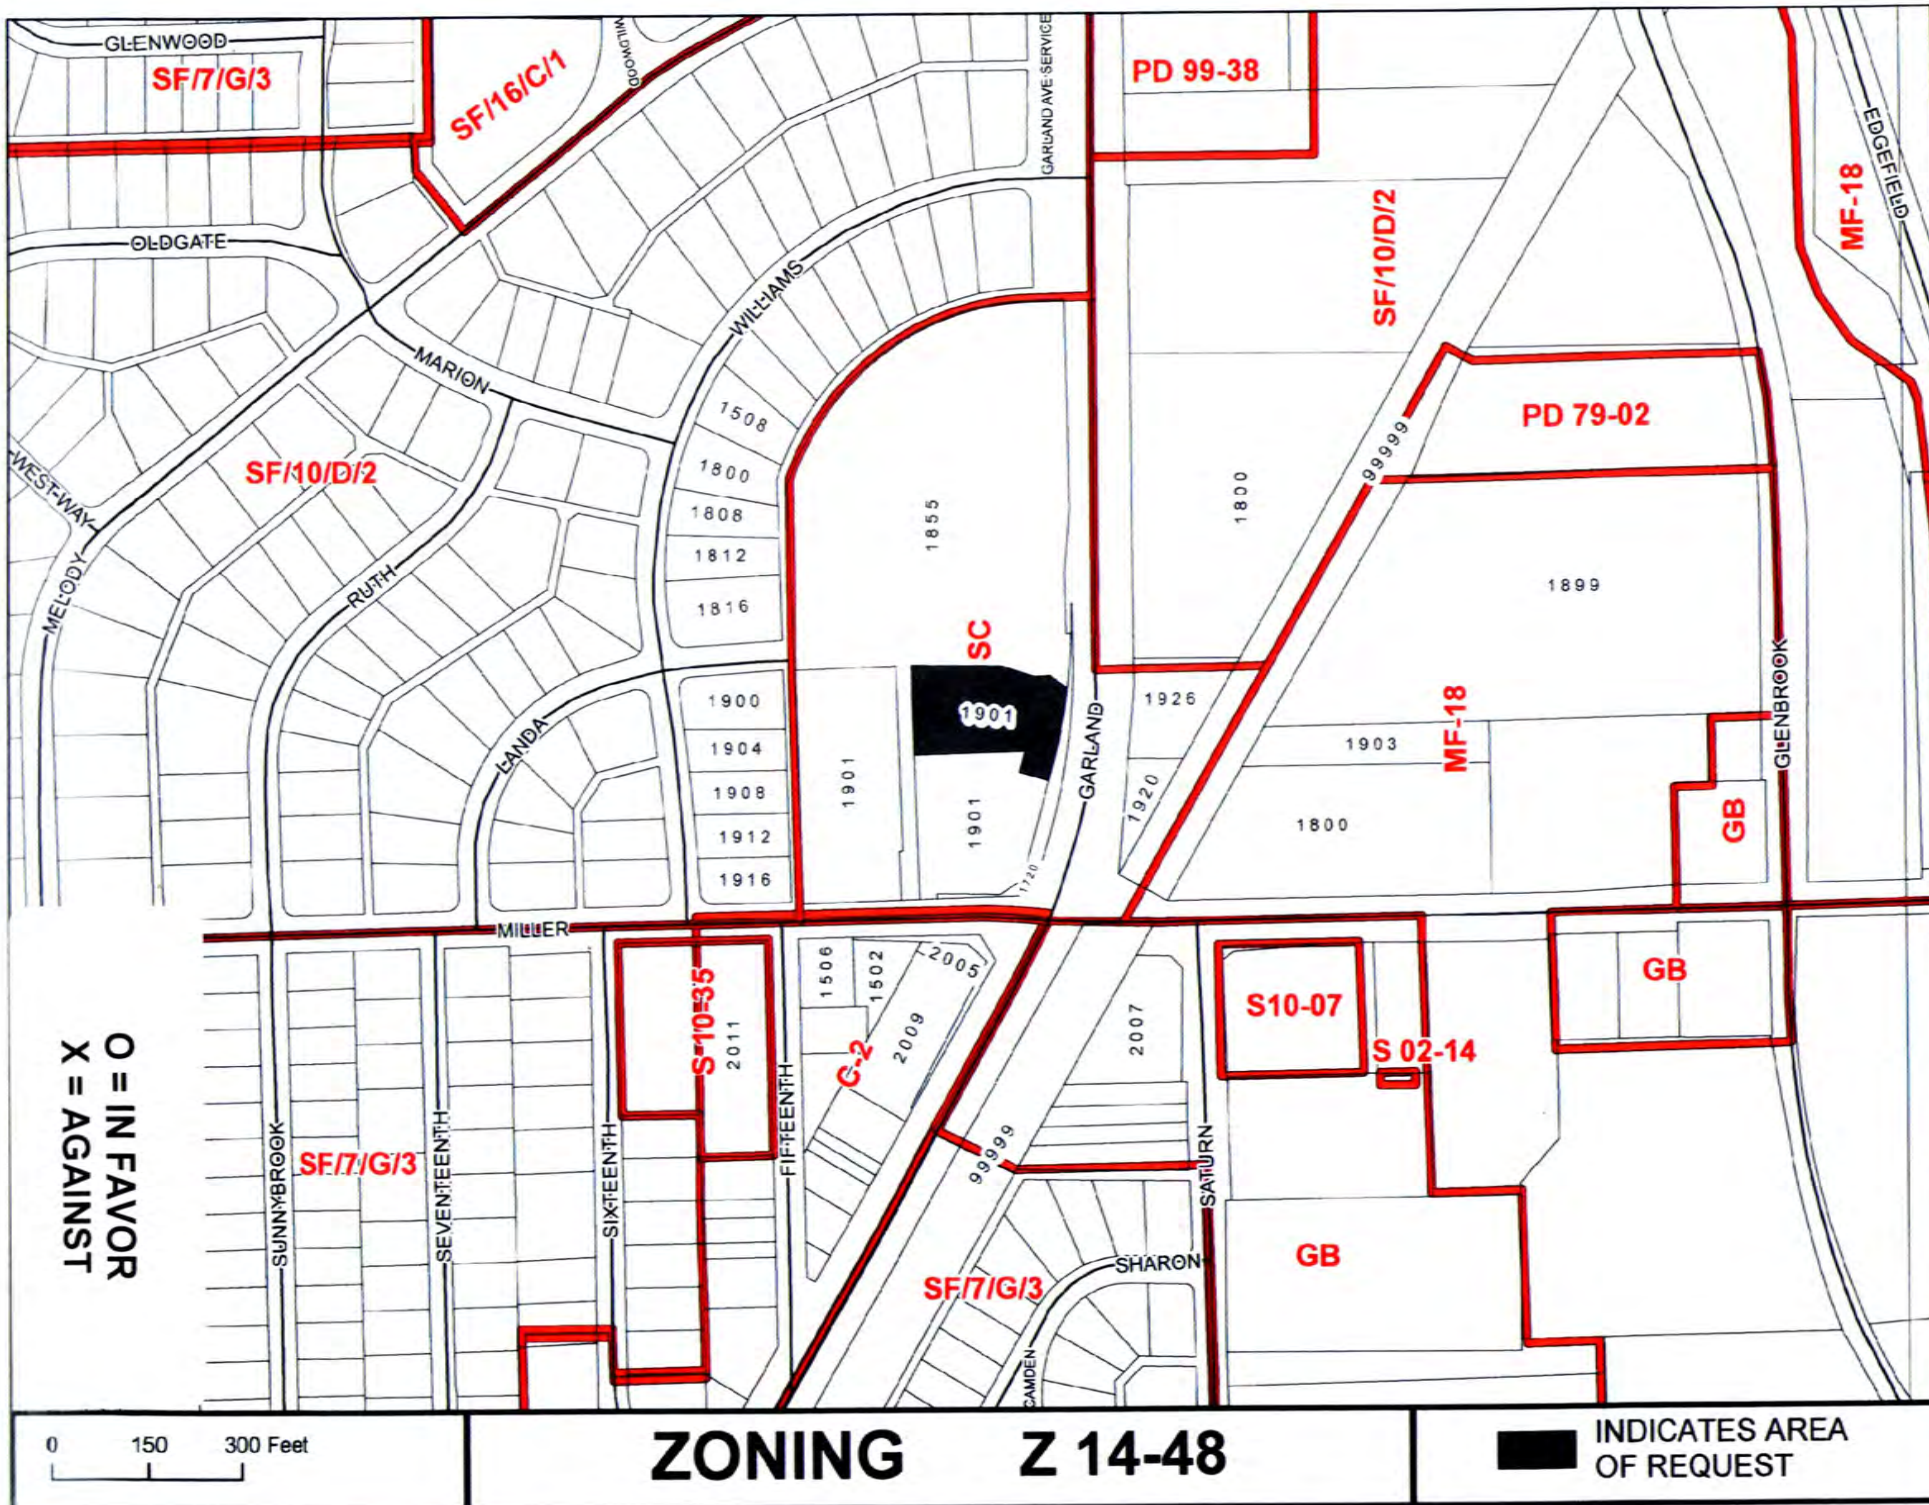 GLENWOOD
SF/7/G/3
SF/16/C/1
WILDWOOD
GARLAND AVE SERVICE
PD 99-38
EDGEFIELD
MF-18
OLDGATE
SF/10/D/2
WILLIAMS
MARION
1508
PD 79-02
99999
WEST-WAY
SF/10/D/2
1800
1855
1800
1808
1812
MELODY
RUTH
1816
1899
SC
GLENBROOK
1900
1901
1926
MF-18
LANDA
1904
GARLAND
1903
1901
1908
1920
1901
1800
GB
1912
1916
1720
MILLER
1506
1502
2005
S 10-35
2011
2009
C-2
2007
S10-07
GB
S 02-14
O = IN FAVOR
X = AGAINST
SUNNYBROOK
SF/7/G/3
SEVENTEENTH
SIXTEENTH
FIFTEENTH
99999
SATURN
SF/7/G/3
SHARON
GB
CAMDEN
0 150 300 Feet
ZONING Z 14-48
INDICATES AREA
OF REQUEST